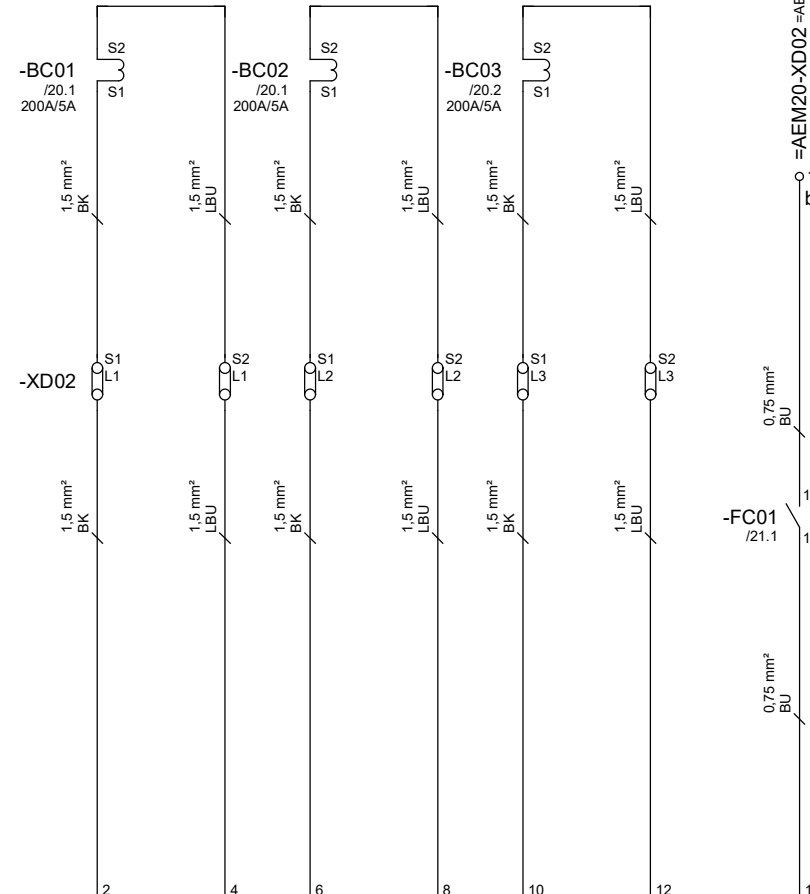 =AEM20-XD02
S2
-BC01
/20.1
200A/5A
S1
S2
-BC02
/20.1
200A/5A
S1
S2
-BC03
/20.2
200A/5A
S1
1,5 mm²
BK
1,5 mm²
LBU
1,5 mm²
BK
1,5 mm²
LBU
1,5 mm²
BK
1,5 mm²
LBU
-XD02
S1
L1
S2
L1
S1
L2
S2
L2
S1
L3
S2
L3
0,75 mm²
BU
1,5 mm²
BK
1,5 mm²
LBU
1,5 mm²
BK
1,5 mm²
LBU
1,5 mm²
BK
1,5 mm²
LBU
-FC01
/21.1
1
1
0,75 mm²
BU
2
4
6
8
10
12
1